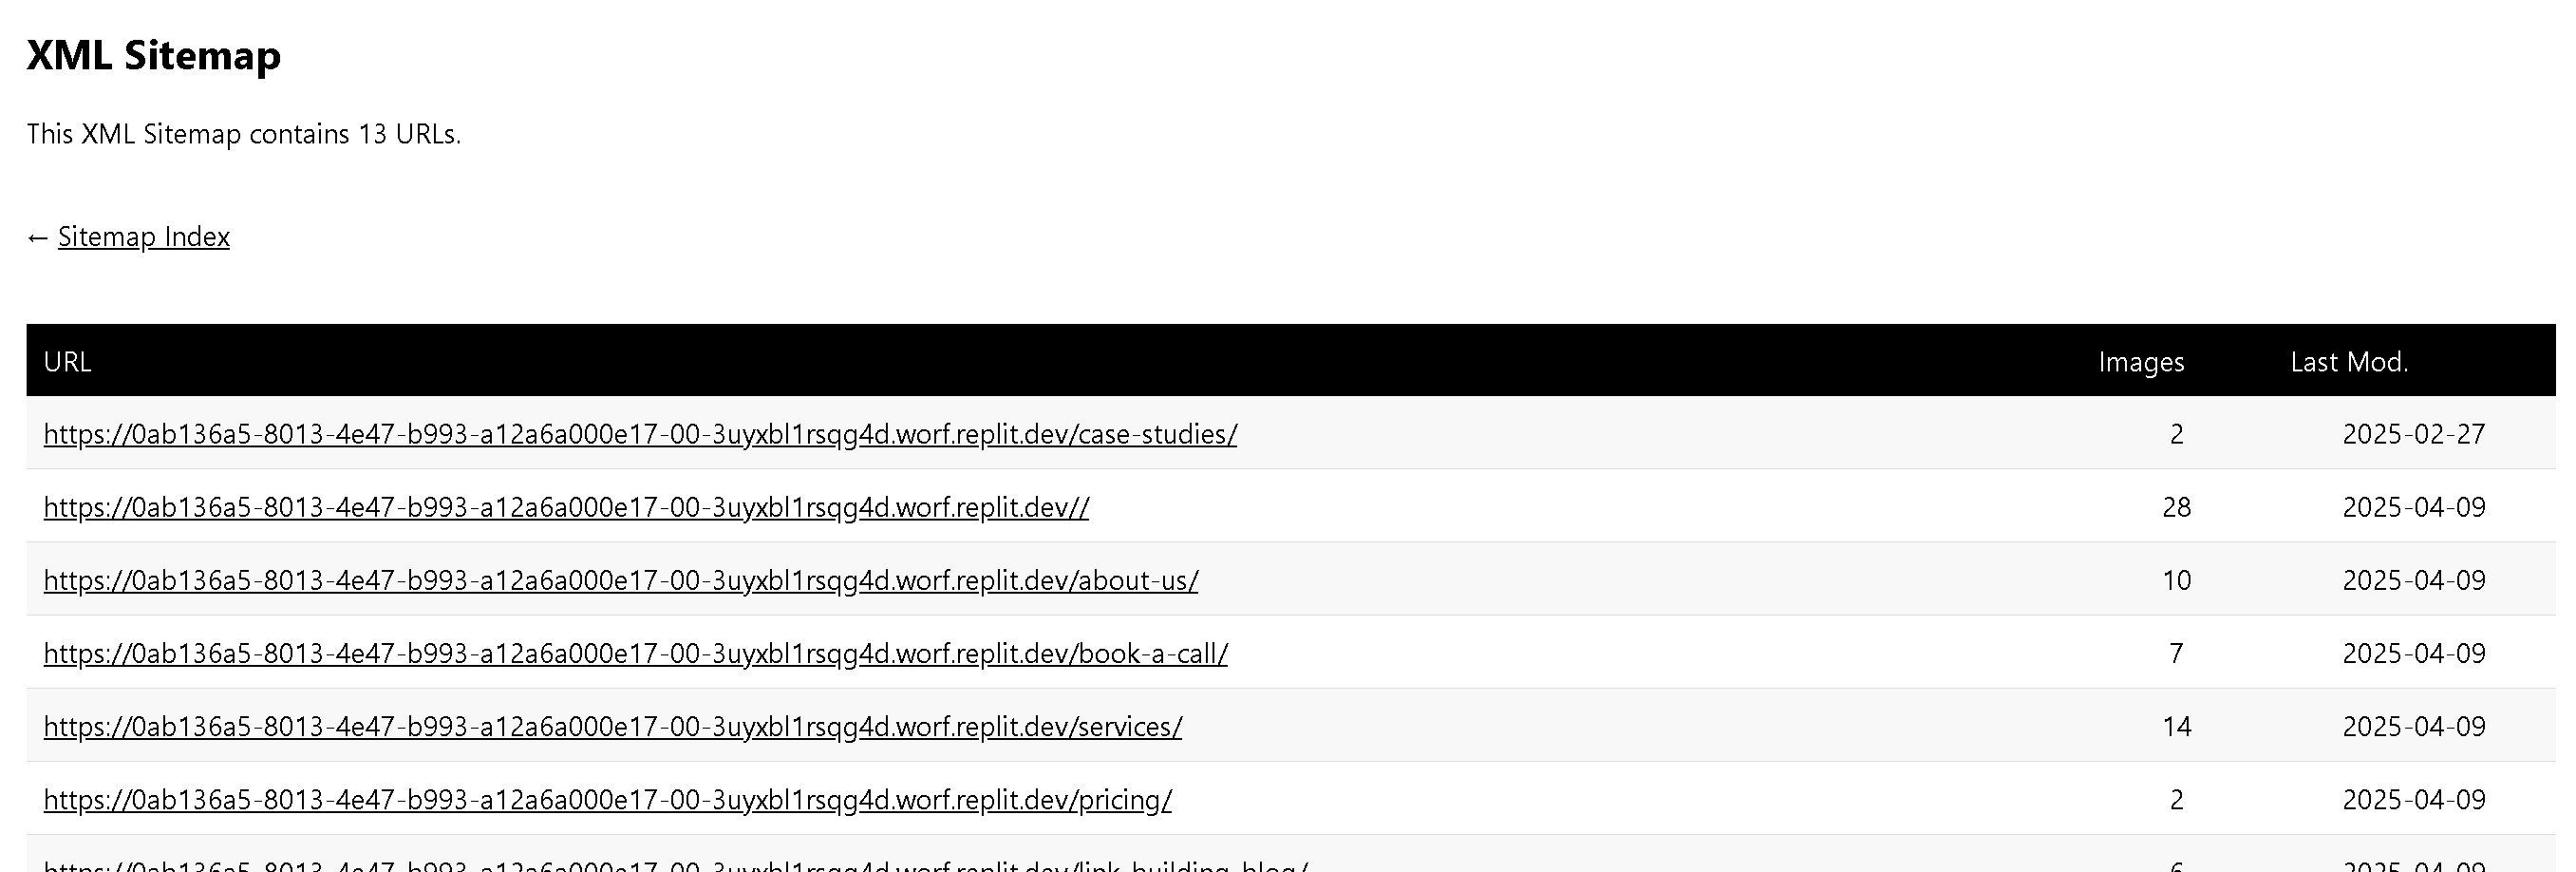 XML Sitemap
This XML Sitemap contains 13 URLs.
← Sitemap Index
URL Images Last Mod.
https://0ab136a5-8013-4e47-b993-a12a6a000e17-00-3uyxbl1rsqg4d.worf.replit.dev/case-studies/ 2 2025-02-27
https://0ab136a5-8013-4e47-b993-a12a6a000e17-00-3uyxbl1rsqg4d.worf.replit.dev// 28 2025-04-09
https://0ab136a5-8013-4e47-b993-a12a6a000e17-00-3uyxbl1rsqg4d.worf.replit.dev/about-us/ 10 2025-04-09
https://0ab136a5-8013-4e47-b993-a12a6a000e17-00-3uyxbl1rsqg4d.worf.replit.dev/book-a-call/ 7 2025-04-09
https://0ab136a5-8013-4e47-b993-a12a6a000e17-00-3uyxbl1rsqg4d.worf.replit.dev/services/ 14 2025-04-09
https://0ab136a5-8013-4e47-b993-a12a6a000e17-00-3uyxbl1rsqg4d.worf.replit.dev/pricing/ 2 2025-04-09
https://0ab136a5-8013-4e47-b993-a12a6a000e17-00-3uyxbl1rsqg4d.worf.replit.dev/link-building-blog/ 6 2025-04-09